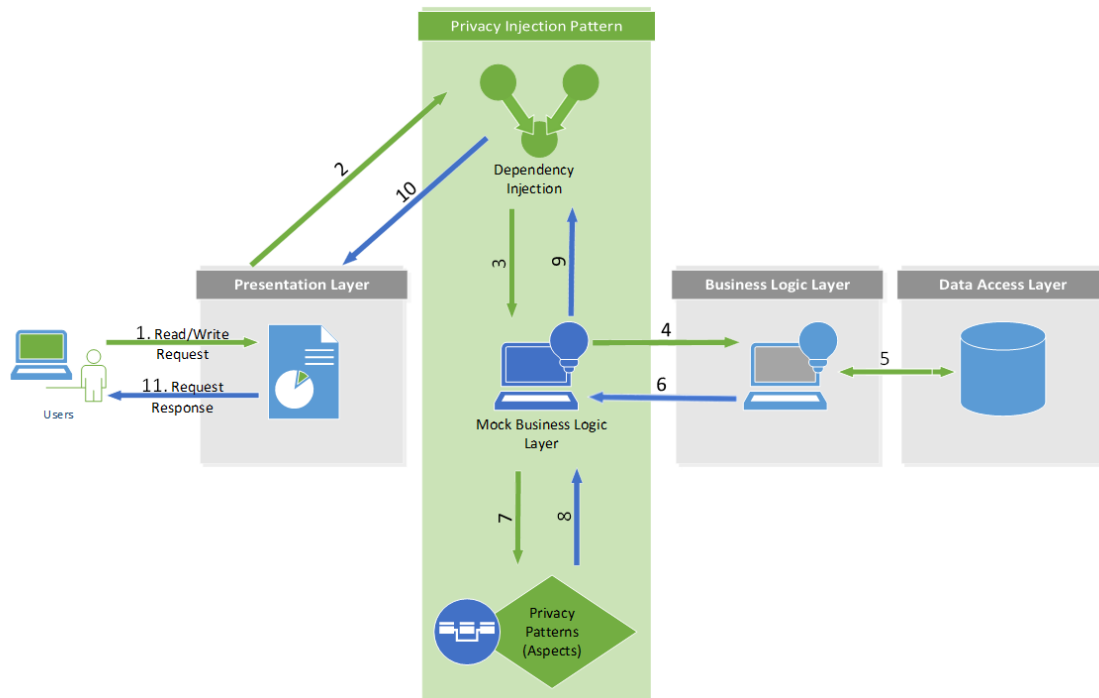 Privacy Injection Pattern
Dependency
Injection
2
10
3
9
Presentation Layer
Business Logic Layer
Data Access Layer
1. Read/Write
Request
11. Request
Response
Users
4
6
5
Mock Business Logic
Layer
7
8
Privacy
Patterns
(Aspects)